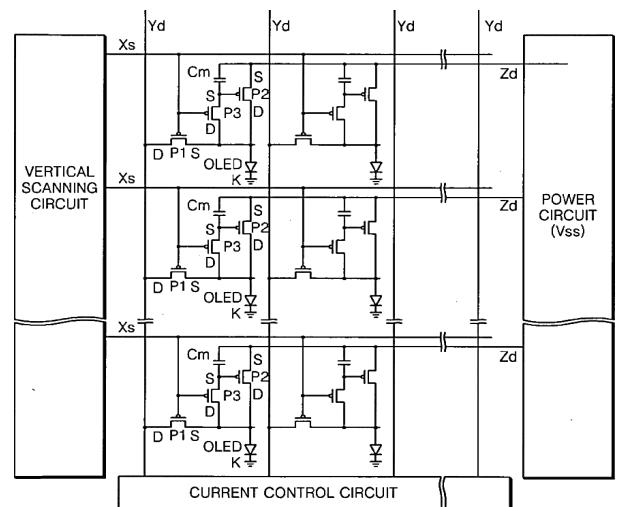 Yd Yd Yd Yd
Xs
Zd
Cm S
S P2
P3 D
D
D P1 S
OLED
K
VERTICAL
SCANNING
CIRCUIT
POWER
CIRCUIT
(Vss)
Xs
Zd
Cm S
S P2
P3 D
D
D P1 S
OLED
K
Xs
Zd
Cm S
S P2
P3 D
D
D P1 S
OLED
K
CURRENT CONTROL CIRCUIT